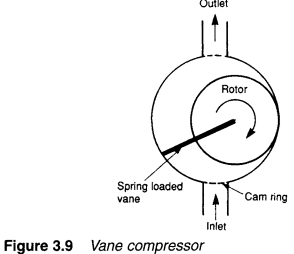 Outlet
Rotor
Spring loaded
vane
Cam ring
Inlet
Figure 3.9 Vane compressor